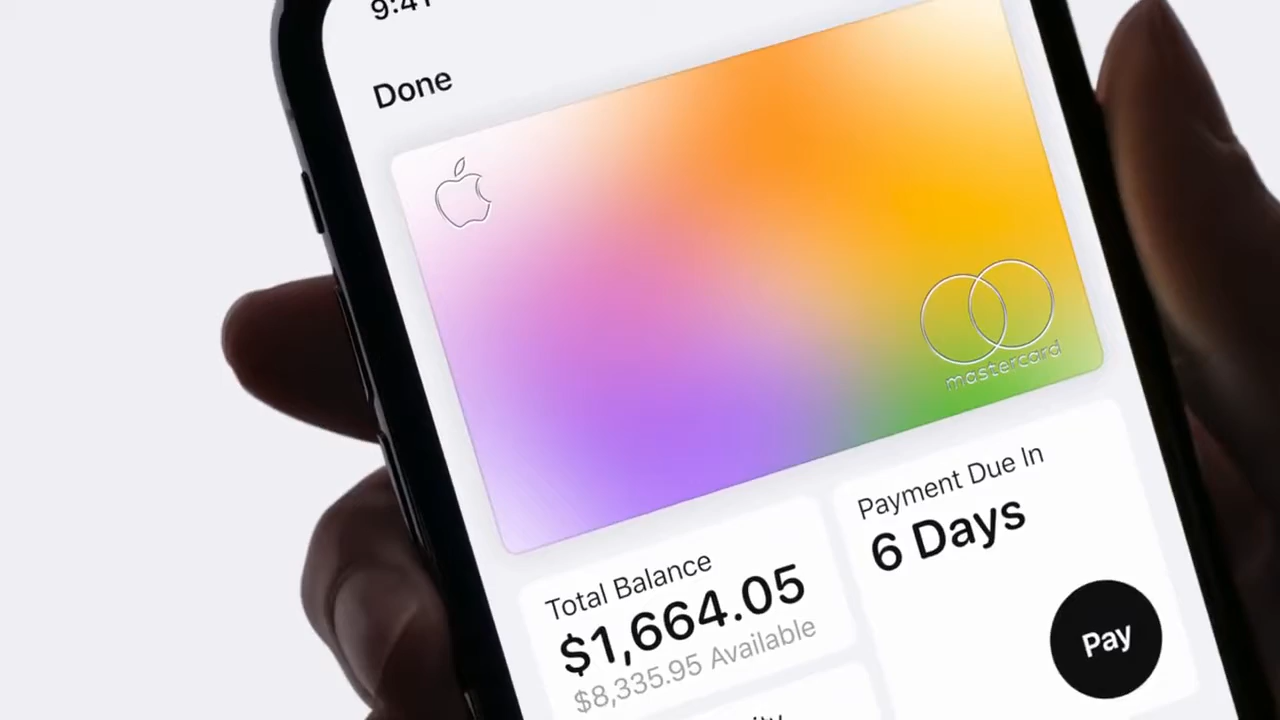 9:41
Done
mastercard
Payment Due In
6 Days
Total Balance
$1,664.05
$8,335.95 Available
Pay